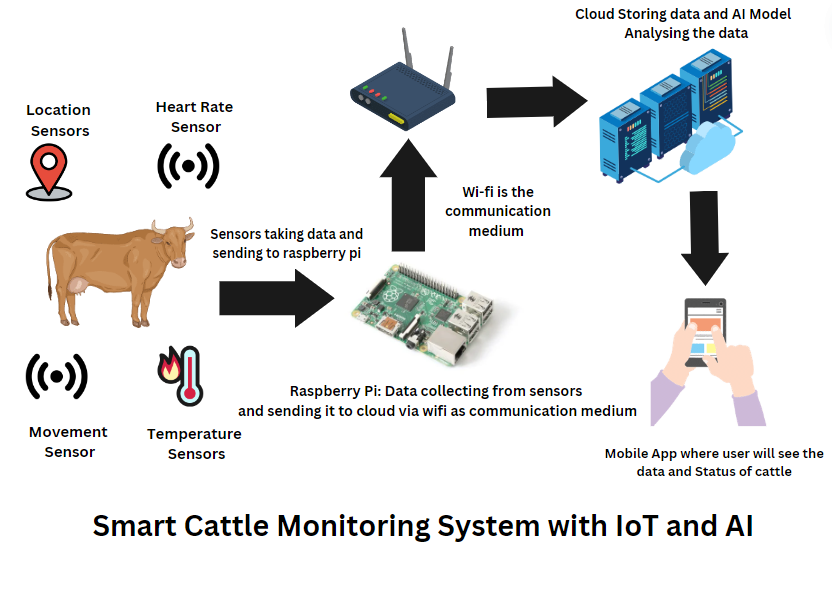 Cloud Storing data and AI Model
Analysing the data
Location
Sensors
Heart Rate
Sensor
Wi-fi is the
communication
medium
Sensors taking data and
sending to raspberry pi
Raspberry Pi: Data collecting from sensors
and sending it to cloud via wifi as communication medium
Movement
Sensor
Temperature
Sensors
Mobile App where user will see the
data and Status of cattle
Smart Cattle Monitoring System with IoT and AI